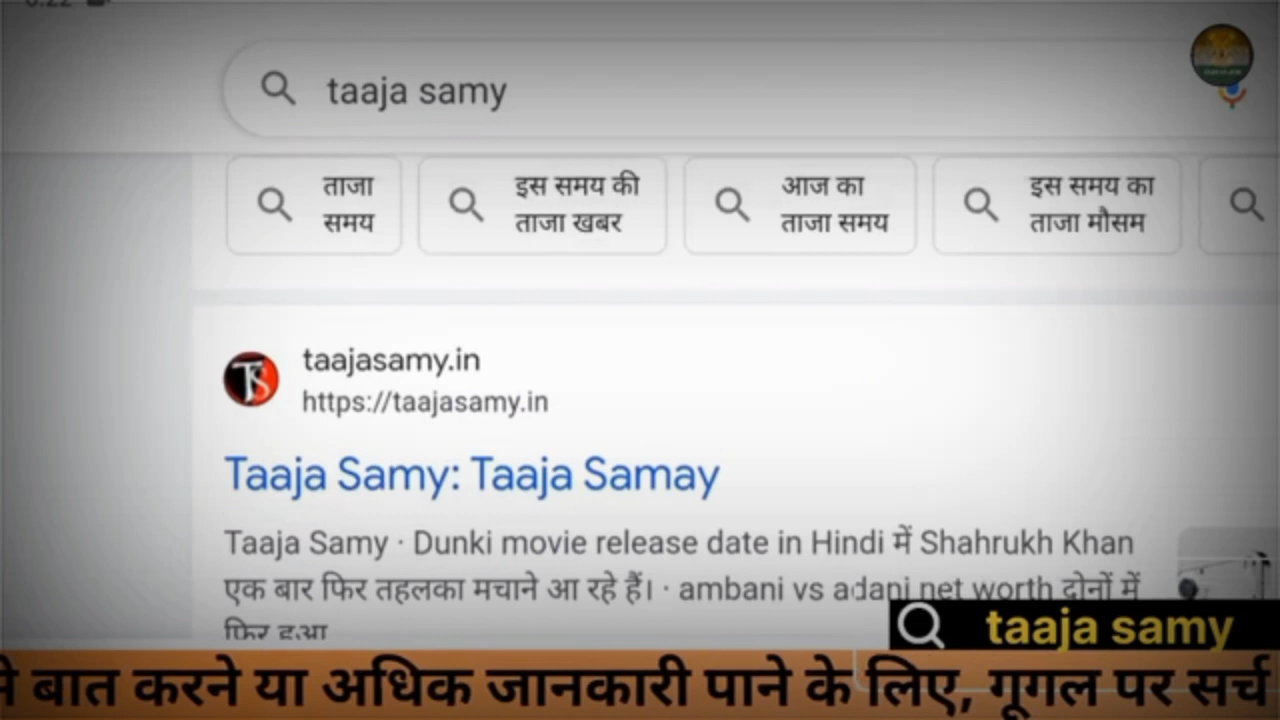 taaja samy
ताजा
समय
इस समय की
ताजा खबर
आज का
ताजा समय
इस समय का
ताजा मौसम
taajasamy.in
https://taajasamy.in
Taaja Samy: Taaja Samay
Taaja Samy · Dunki movie release date in Hindi में Shahrukh Khan
एक बार फिर तहलका मचाने आ रहे हैं। · ambani vs adani net worth दोनों में
फिर हुआ
taaja samy
से बात करने या अधिक जानकारी पाने के लिए, गूगल पर सर्च